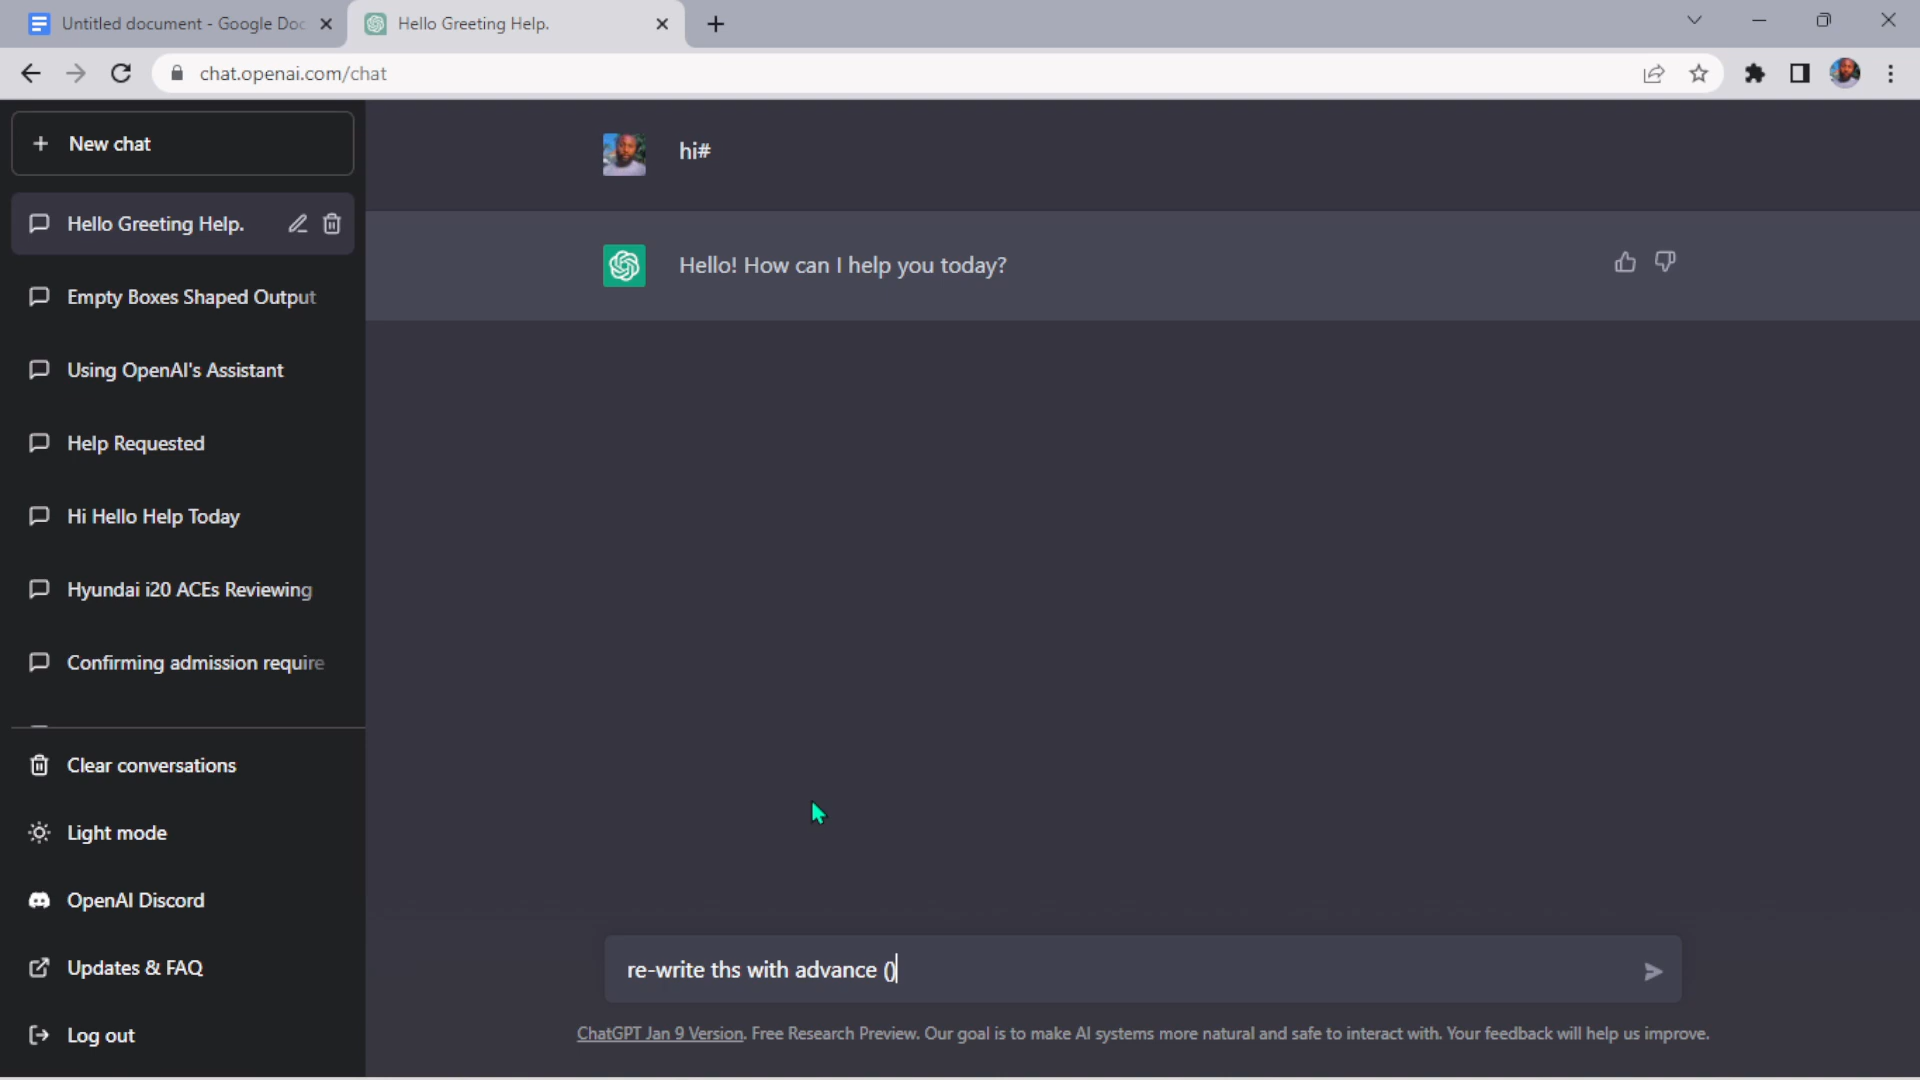 Untitled document - Google Doc
Hello Greeting Help.
chat.openai.com/chat
New chat
Hello Greeting Help.
Empty Boxes Shaped Output
Using OpenAI's Assistant
Help Requested
Hi Hello Help Today
Hyundai i20 ACEs Reviewing
Confirming admission require
Clear conversations
Light mode
OpenAI Discord
Updates & FAQ
Log out
hi#
Hello! How can I help you today?
re-write ths with advance ()
ChatGPT Jan 9 Version. Free Research Preview. Our goal is to make AI systems more natural and safe to interact with. Your feedback will help us improve.